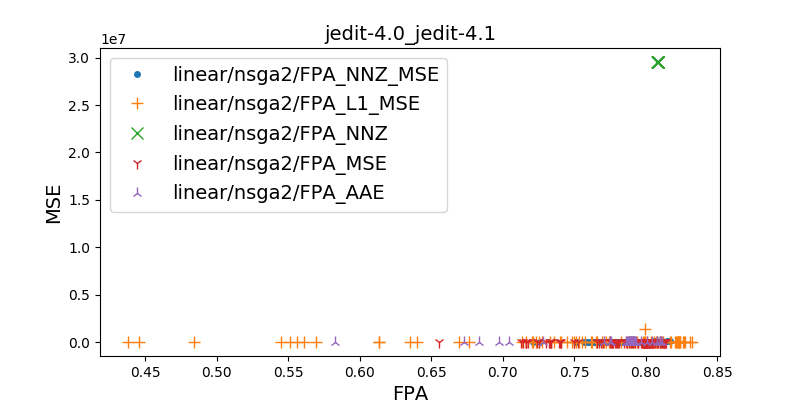 jedit-4.0_jedit-4.1
1e7
3.0
2.5
2.0
1.5
1.0
0.5
0.0
MSE
linear/nsga2/FPA_NNZ_MSE
linear/nsga2/FPA_L1_MSE
linear/nsga2/FPA_NNZ
linear/nsga2/FPA_MSE
linear/nsga2/FPA_AAE
0.45 0.50 0.55 0.60 0.65 0.70 0.75 0.80 0.85
FPA